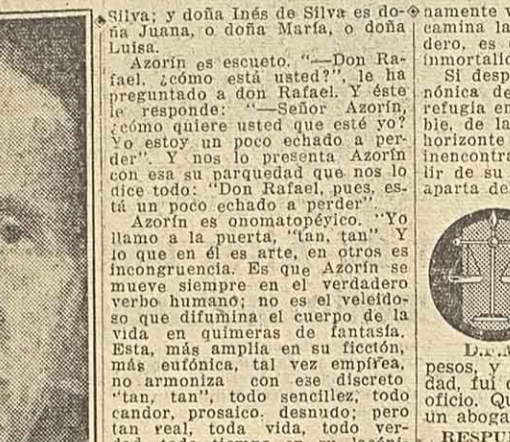 Silva; y doña Inés de Silva es do-
ña Juana, o doña María, o doña
Luisa.
Azorín es escueto. "—Don Ra-
fael, ¿cómo está usted?", le ha
preguntado a don Rafael. Y éste
le responde: "—Señor Azorín,
¿cómo quiere usted que esté yo?
Yo estoy un poco echado a per-
der". Y nos lo presenta Azorín
con esa su parquedad que nos lo
dice todo: "Don Rafael, pues, es-
tá un poco echado a perder".
Azorín es onomatopéyico. "Yo
llamo a la puerta, "tan, tan" Y
lo que en él es arte, en otros es
incongruencia. Es que Azorín se
mueve siempre en el verdadero
verbo humano; no es el veleido-
so que difumina el cuerpo de la
vida en quimeras de fantasía.
Esta, más amplia en su ficción,
más eufónica, tal vez empírea,
no armoniza con ese discreto
"tan, tan", todo sencillez, todo
candor, prosaico, desnudo; pero
tan real, toda vida, todo ver-
namente v
camina la
dero, es
inmortali
Si desp
nónica de
refugia en
ble, de la
horizonte
inencontra
lir de su
aparta de
D.F.M
pesos, y
dad, fui
oficio. Qu
un aboga
RESPU